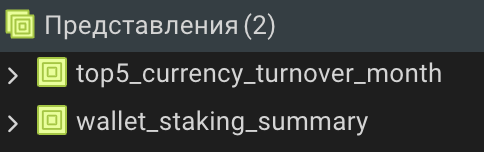 Представления (2)
top5_currency_turnover_month
wallet_staking_summary